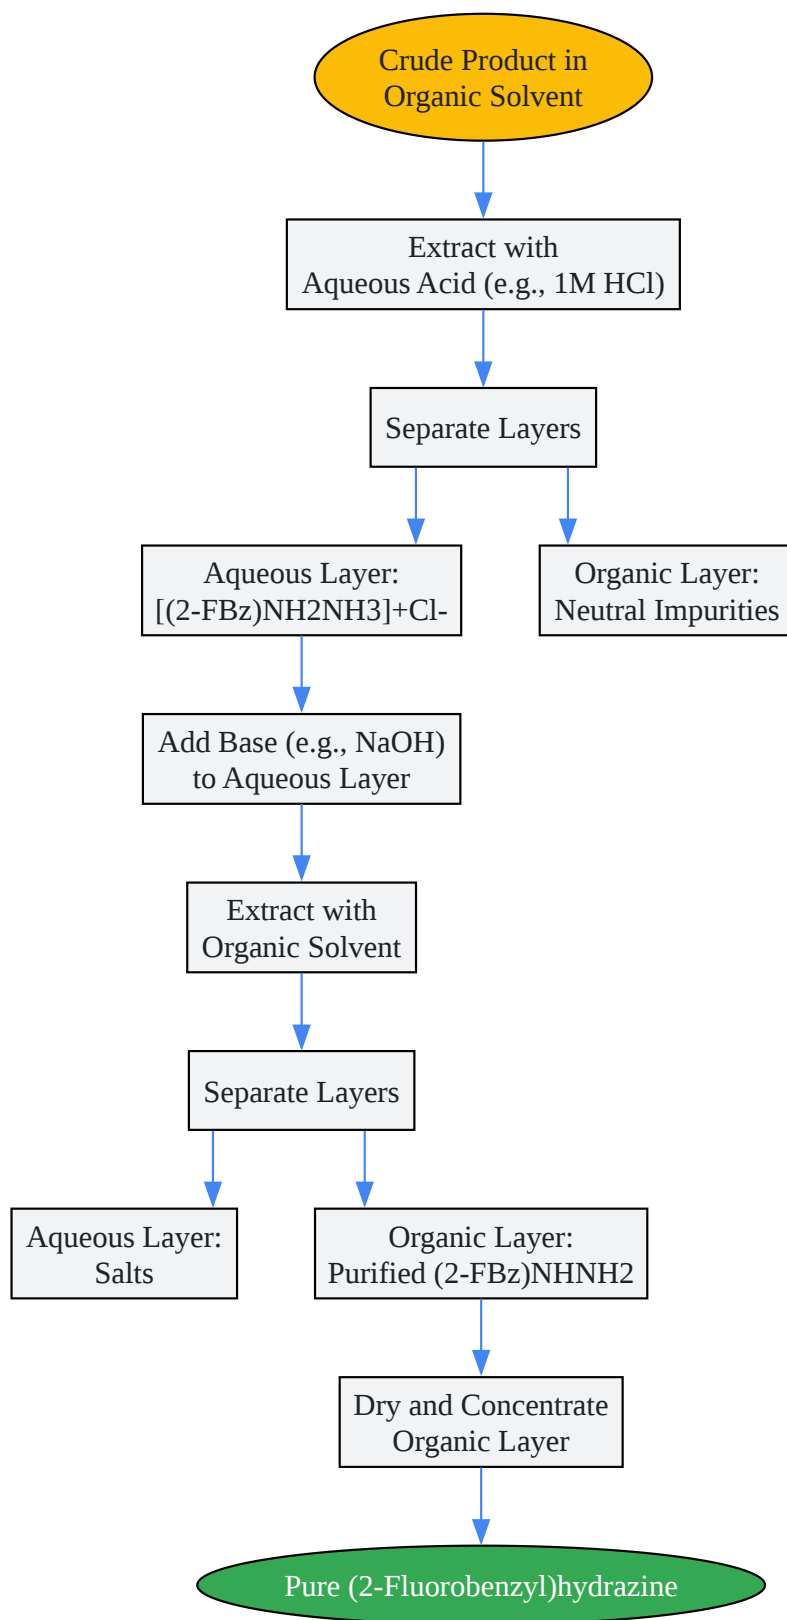 Crude Product in
Organic Solvent
Extract with
Aqueous Acid (e.g., 1M HCl)
Separate Layers
Aqueous Layer:
[(2-FBz)NH2NH3]+Cl-
Organic Layer:
Neutral Impurities
Add Base (e.g., NaOH)
to Aqueous Layer
Extract with
Organic Solvent
Separate Layers
Aqueous Layer:
Salts
Organic Layer:
Purified (2-FBz)NHNH2
Dry and Concentrate
Organic Layer
Pure (2-Fluorobenzyl)hydrazine